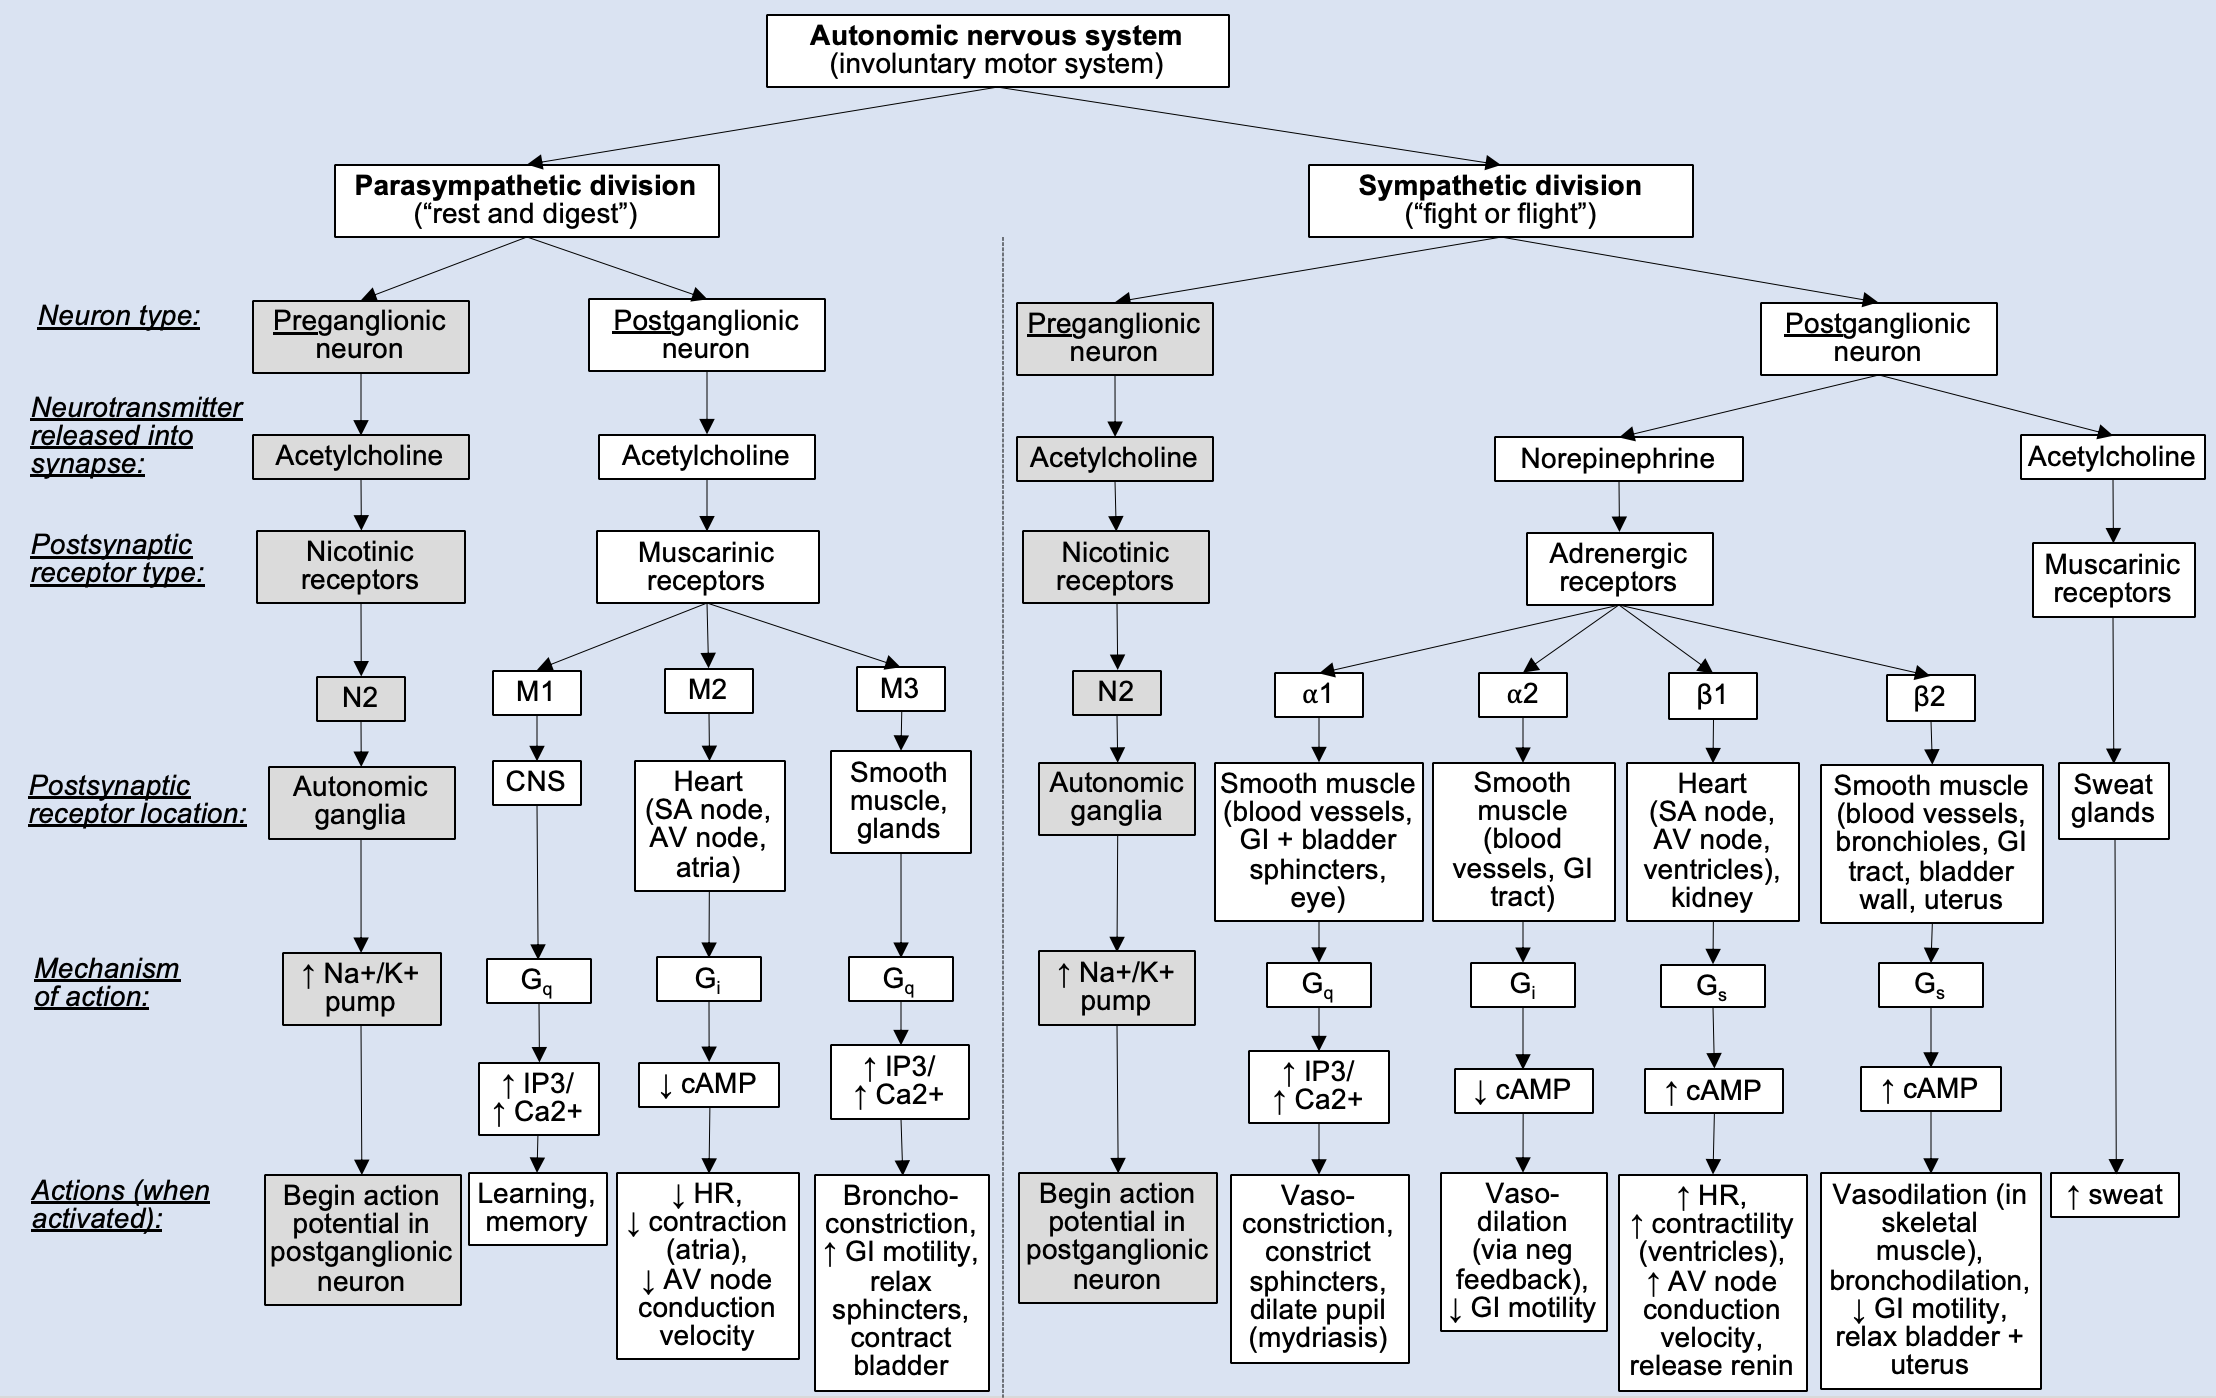 Autonomic nervous system
(involuntary motor system)
Parasympathetic division
(“rest and digest”)
Sympathetic division
(“fight or flight”)
Neuron type:
Preganglionic
neuron
Postganglionic
neuron
Preganglionic
neuron
Postganglionic
neuron
Neurotransmitter
released into
synapse:
Acetylcholine
Acetylcholine
Acetylcholine
Norepinephrine
Acetylcholine
Postsynaptic
receptor type:
Nicotinic
receptors
Muscarinic
receptors
Nicotinic
receptors
Adrenergic
receptors
Muscarinic
receptors
N2
M1
M2
M3
N2
α1
α2
β1
β2
Postsynaptic
receptor location:
Autonomic
ganglia
CNS
Heart
(SA node,
AV node,
atria)
Smooth
muscle,
glands
Autonomic
ganglia
Smooth muscle
(blood vessels,
GI + bladder
sphincters,
eye)
Smooth
muscle
(blood
vessels, GI
tract)
Heart
(SA node,
AV node,
ventricles),
kidney
Smooth muscle
(blood vessels,
bronchioles, GI
tract, bladder
wall, uterus
Sweat
glands
Mechanism
of action:
↑ Na+/K+
pump
Gq
Gi
Gq
↑ Na+/K+
pump
Gq
Gi
Gs
Gs
↑ IP3/
↑ Ca2+
↓ cAMP
↑ IP3/
↑ Ca2+
↑ IP3/
↑ Ca2+
↓ cAMP
↑ cAMP
↑ cAMP
Actions (when
activated):
Begin action
potential in
postganglionic
neuron
Learning,
memory
↓ HR,
↓ contraction
(atria),
↓ AV node
conduction
velocity
Broncho-
constriction,
↑ GI motility,
relax
sphincters,
contract
bladder
Begin action
potential in
postganglionic
neuron
Vaso-
constriction,
constrict
sphincters,
dilate pupil
(mydriasis)
Vaso-
dilation
(via neg
feedback),
↓ GI motility
↑ HR,
↑ contractility
(ventricles),
↑ AV node
conduction
velocity,
release renin
Vasodilation (in
skeletal
muscle),
bronchodilation,
↓ GI motility,
relax bladder +
uterus
↑ sweat